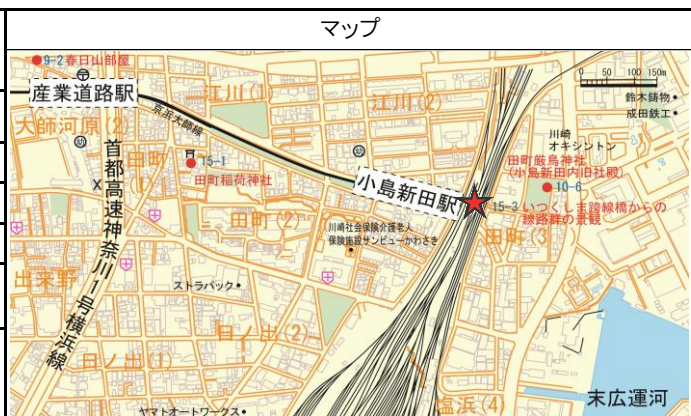 マップ
9-2 春日山部屋
産業道路駅
京浜大師線
江川(1)
江川(2)
0 50 100 150m
鈴木鋳物
成田鉄工
大師河原(2)
首都高速神奈川1号横浜線
田町
15-1
田町稲荷神社
小島新田駅
川崎
オキシントン
田町厳島神社
(小島新田内旧社殿)
10-6
15-3 いつくし末跨線橋からの
線路群の景観
田町(2)
田町(3)
川崎社会保険介護老人
保険施設サンビューかわさき
出来野
ストラパック
日ノ出(2)
日ノ出(1)
ヤマトオートワークス
塩浜(4)
末広運河